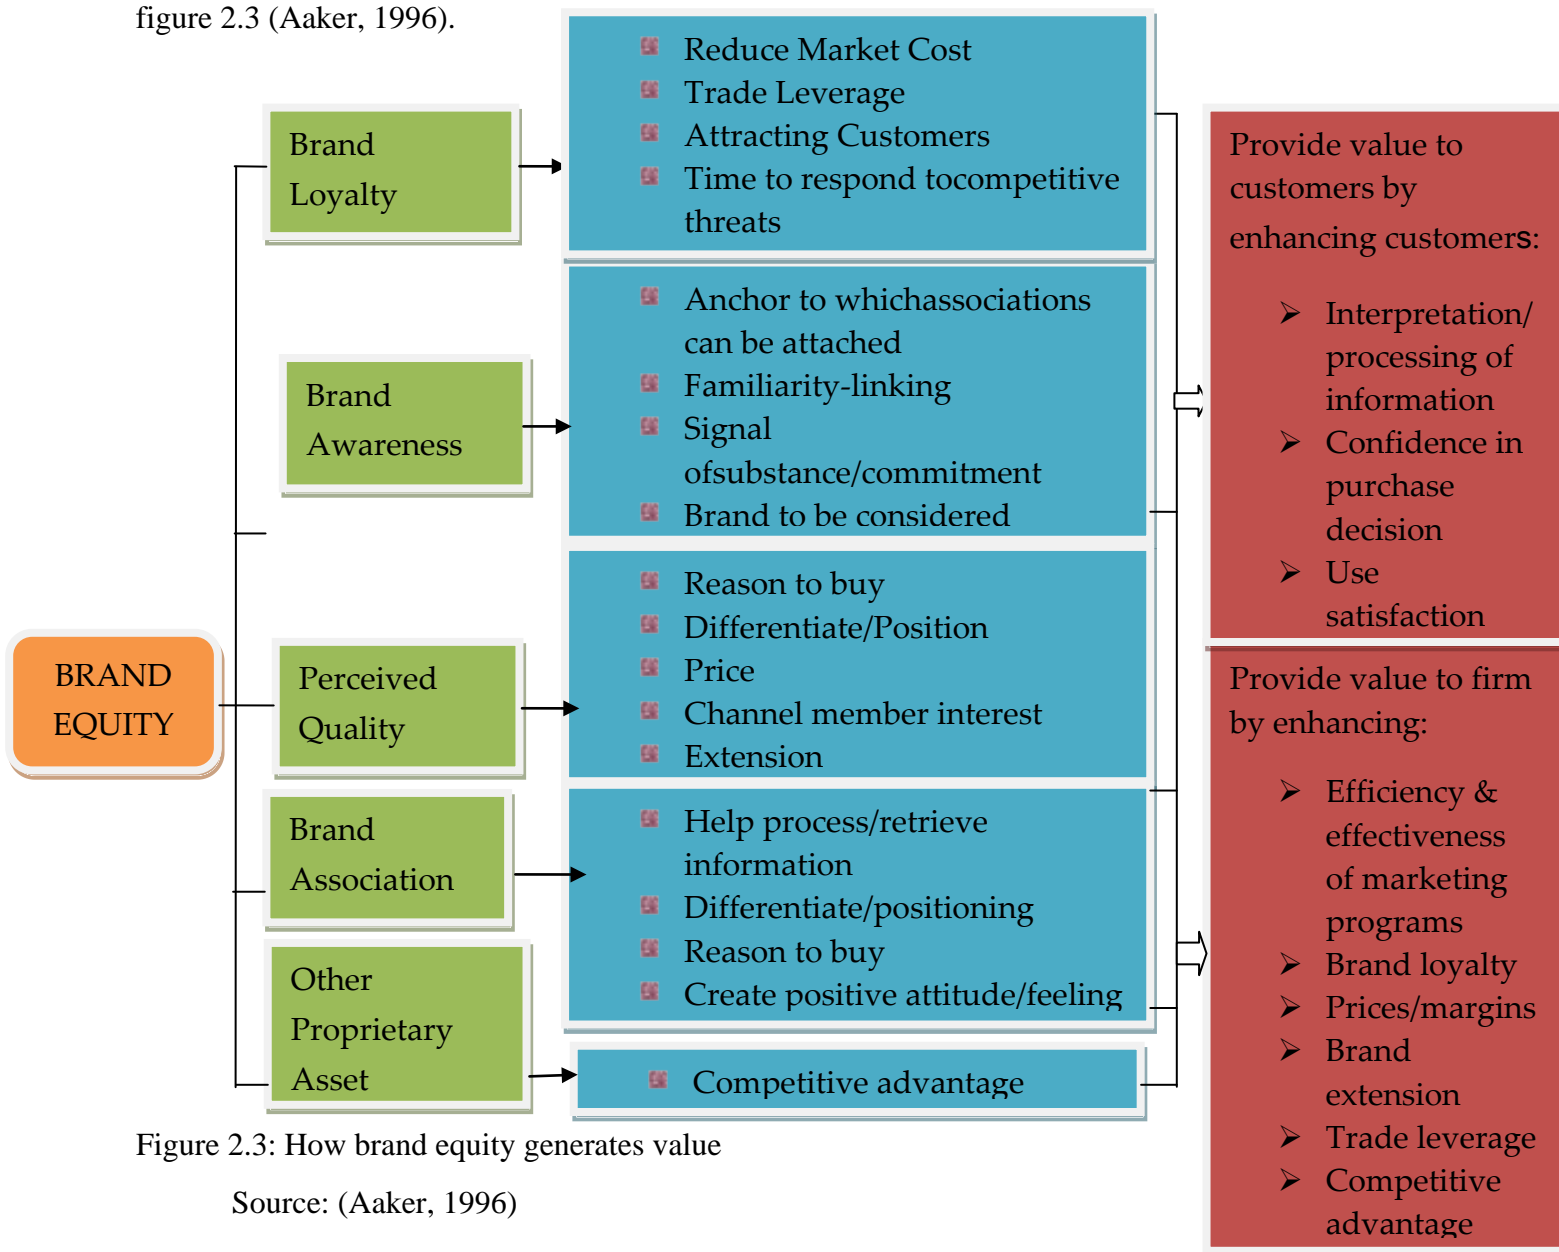 figure 2.3 (Aaker, 1996).
BRAND
EQUITY
Brand
Loyalty
Reduce Market Cost
Trade Leverage
Attracting Customers
Time to respond tocompetitive
threats
Brand
Awareness
Anchor to whichassociations
can be attached
Familiarity-linking
Signal
ofsubstance/commitment
Brand to be considered
Perceived
Quality
Reason to buy
Differentiate/Position
Price
Channel member interest
Extension
Brand
Association
Help process/retrieve
information
Differentiate/positioning
Reason to buy
Create positive attitude/feeling
Other
Proprietary
Asset
Competitive advantage
Provide value to
customers by
enhancing customers:
Interpretation/
processing of
information
Confidence in
purchase
decision
Use
satisfaction
Provide value to firm
by enhancing:
Efficiency &
effectiveness
of marketing
programs
Brand loyalty
Prices/margins
Brand
extension
Trade leverage
Competitive
advantage
Figure 2.3: How brand equity generates value
Source: (Aaker, 1996)